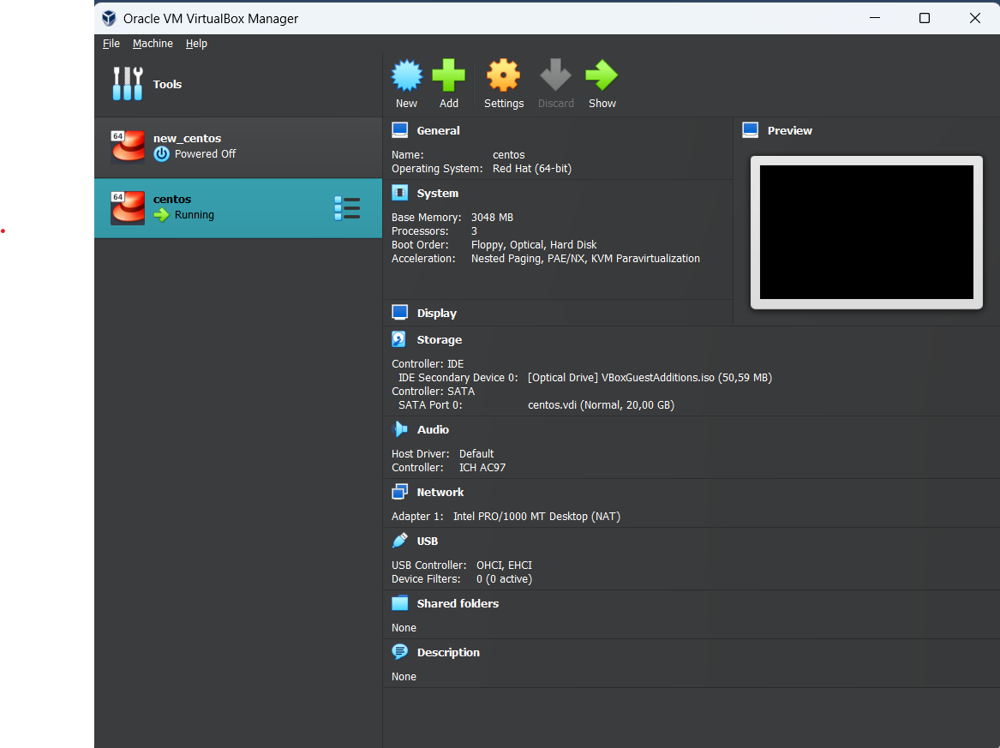 Oracle VM VirtualBox Manager
File Machine Help
Tools
New Add Settings Discard Show
64
new_centos
Powered Off
64
centos
Running
General
Name: centos
Operating System: Red Hat (64-bit)
System
Base Memory: 3048 MB
Processors: 3
Boot Order: Floppy, Optical, Hard Disk
Acceleration: Nested Paging, PAE/NX, KVM Paravirtualization
Preview
Display
Storage
Controller: IDE
IDE Secondary Device 0: [Optical Drive] VBoxGuestAdditions.iso (50,59 MB)
Controller: SATA
SATA Port 0: centos.vdi (Normal, 20,00 GB)
Audio
Host Driver: Default
Controller: ICH AC97
Network
Adapter 1: Intel PRO/1000 MT Desktop (NAT)
USB
USB Controller: OHCI, EHCI
Device Filters: 0 (0 active)
Shared folders
None
Description
None